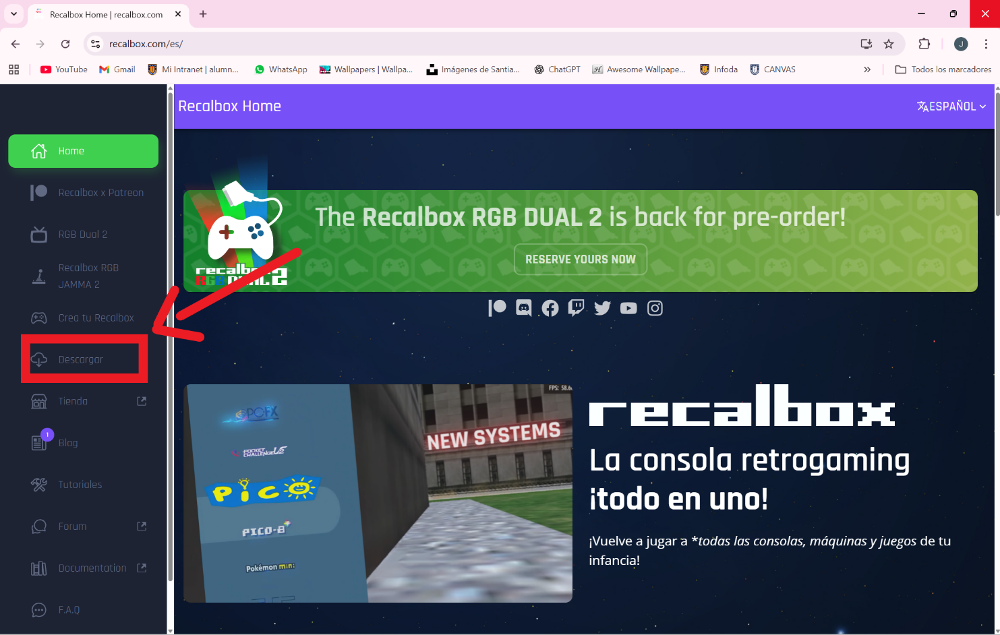 Recalbox Home | recalbox.com
recalbox.com/es/
J
YouTube
Gmail
Mi Intranet | alumn...
WhatsApp
Wallpapers | Wallpa...
Imágenes de Santia...
ChatGPT
Awesome Wallpape...
Infoda
CANVAS
»
Todos los marcadores
Recalbox Home
ESPAÑOL
Home
Recalbox x Patreon
RGB Dual 2
Recalbox RGB
JAMMA 2
Crea tu Recalbox
Descargar
Tienda
1
Blog
Tutoriales
Forum
Documentation
F.A.Q
The Recalbox RGB DUAL 2 is back for pre-order!
RESERVE YOURS NOW
recalbox
RGB DUAL 2
FPS: 58.6
PCFX
NEW SYSTEMS
POCKET
CHALLENGE V2
PiCO
PICO-8
Pokémon mini
recalbox
La consola retrogaming
¡todo en uno!
¡Vuelve a jugar a *todas las consolas, máquinas y juegos de tu
infancia!